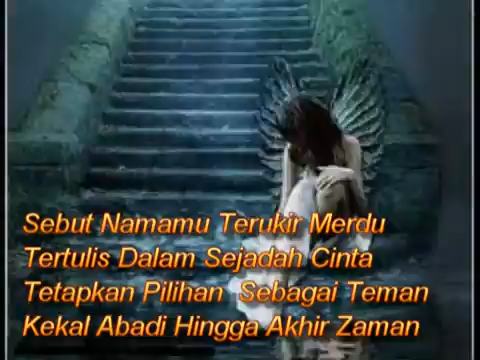 Sebut Namamu Terukir Merdu
Tertulis Dalam Sejadah Cinta
Tetapkan Pilihan Sebagai Teman
Kekal Abadi Hingga Akhir Zaman